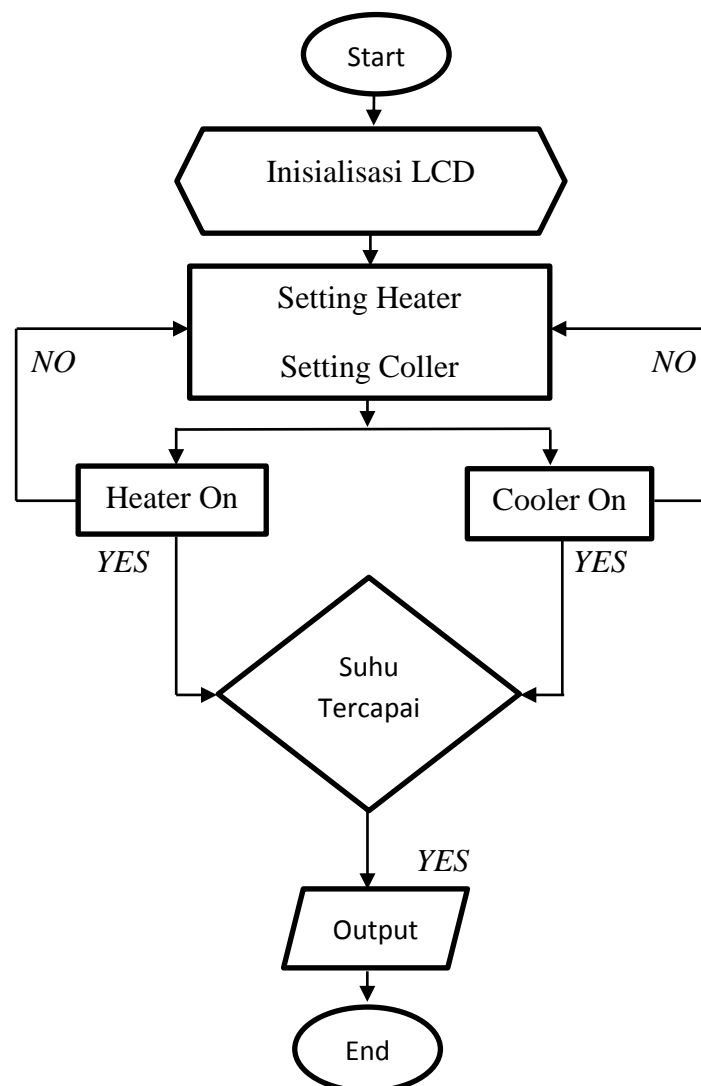 Start
Inisialisasi LCD
Setting Heater
Setting Coller
NO
NO
Heater On
Cooler On
YES
YES
Suhu
Tercapai
YES
Output
End